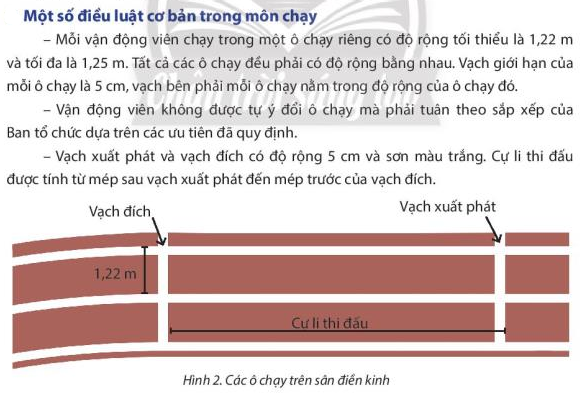 Một số điều luật cơ bản trong môn chạy
– Mỗi vận động viên chạy trong một ô chạy riêng có độ rộng tối thiểu là 1,22 m
và tối đa là 1,25 m. Tất cả các ô chạy đều phải có độ rộng bằng nhau. Vạch giới hạn của
mỗi ô chạy là 5 cm, vạch bên phải mỗi ô chạy nằm trong độ rộng của ô chạy đó.
– Vận động viên không được tự ý đổi ô chạy mà phải tuân theo sắp xếp của
Ban tổ chức dựa trên các ưu tiên đã quy định.
– Vạch xuất phát và vạch đích có độ rộng 5 cm và sơn màu trắng. Cự li thi đấu
được tính từ mép sau vạch xuất phát đến mép trước của vạch đích.
Vạch đích
Vạch xuất phát
1,22 m
Cự li thi đấu
Hình 2. Các ô chạy trên sân điền kinh